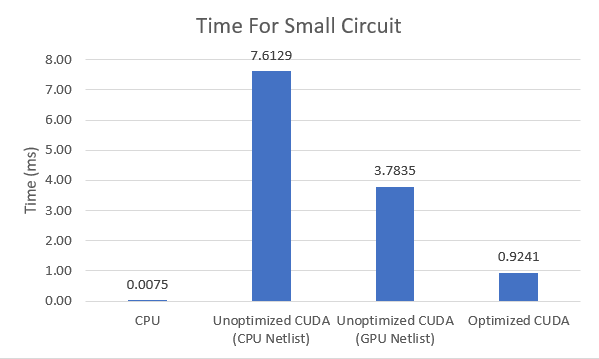 Time For Small Circuit
Time (ms)
8.00
7.00
6.00
5.00
4.00
3.00
2.00
1.00
0.00
0.0075
7.6129
3.7835
0.9241
CPU
Unoptimized CUDA
(CPU Netlist)
Unoptimized CUDA
(GPU Netlist)
Optimized CUDA